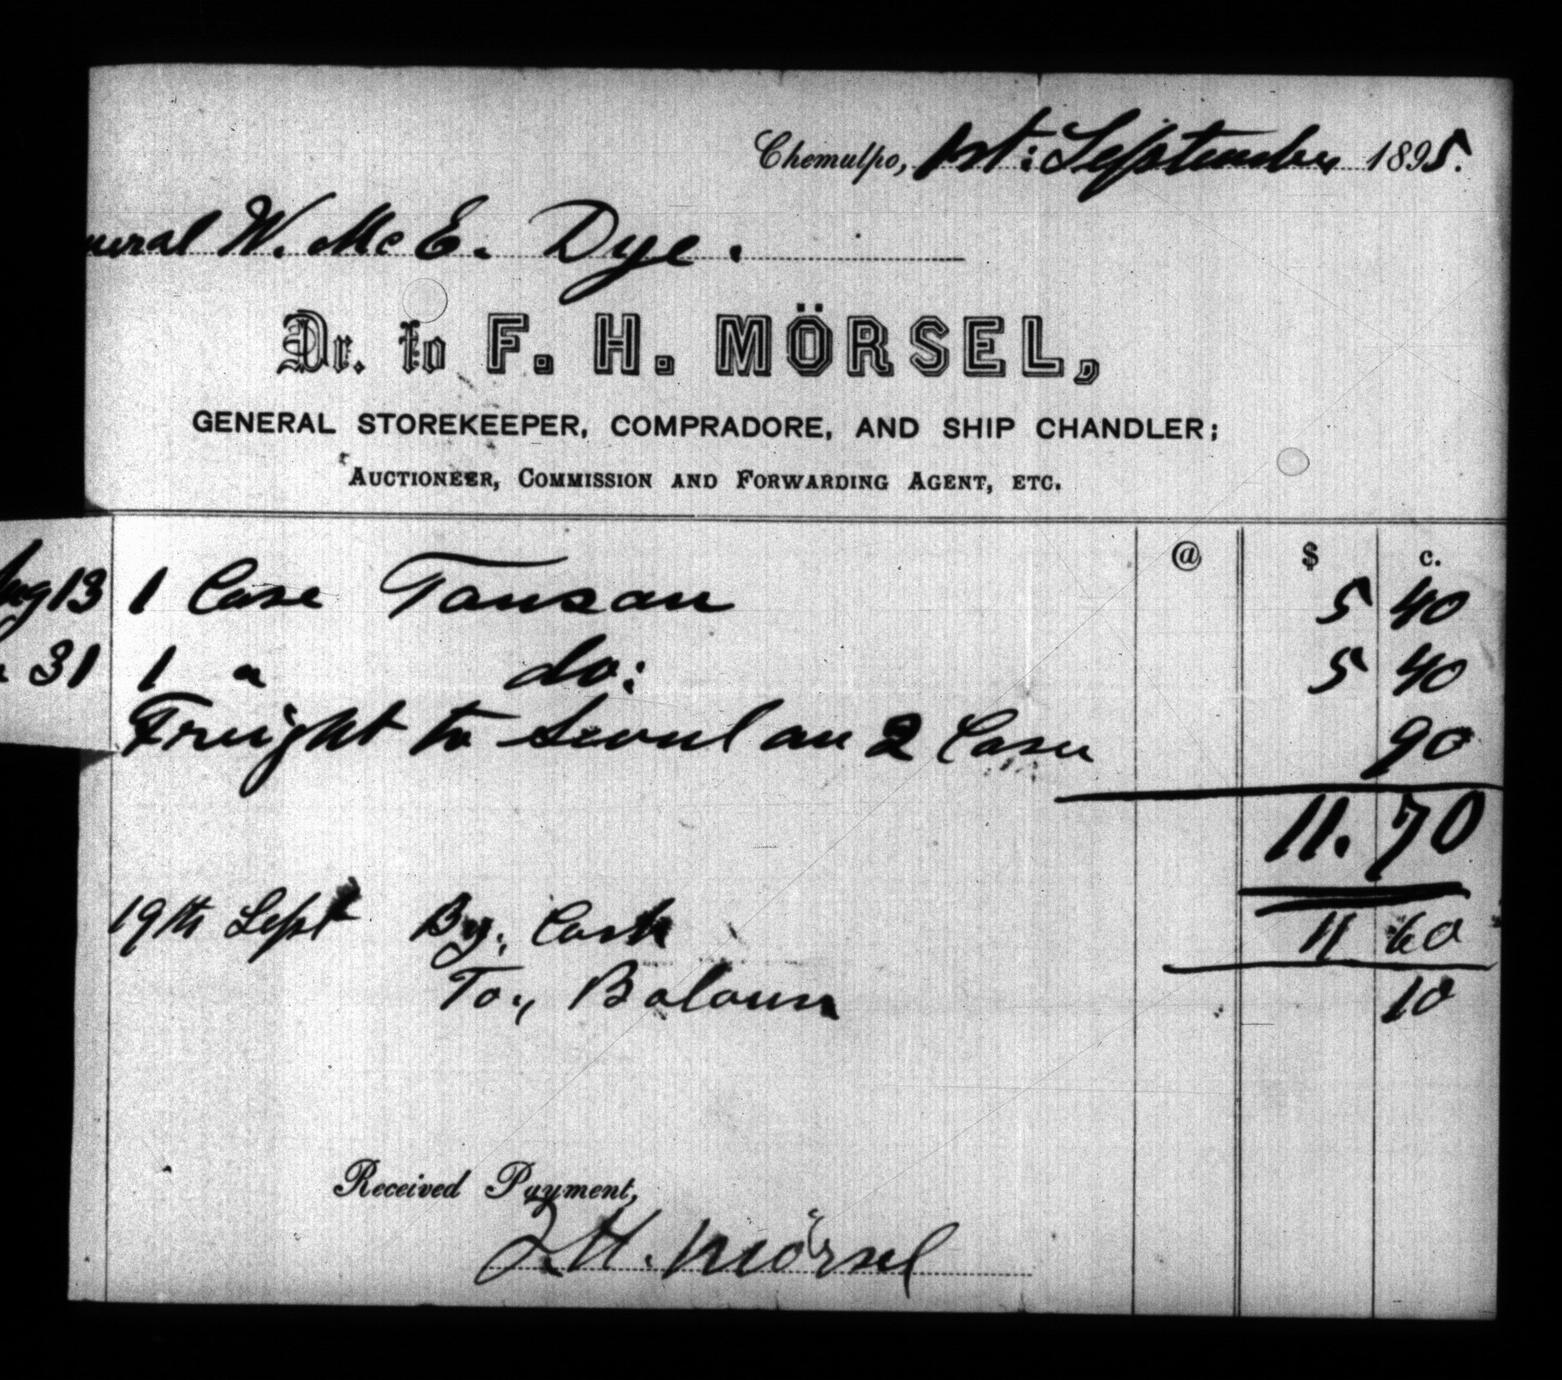 Chemulpo, 1st: September 1895.
neral W. Mc E. Dye.
Dr. to F. H. MÖRSEL,
GENERAL STOREKEEPER, COMPRADORE, AND SHIP CHANDLER;
AUCTIONEER, COMMISSION AND FORWARDING AGENT, ETC.
@ $ c.
Aug 13 1 Case Tansan 5 40
" 31 1 " do: 5 40
Freight to Seoul on 2 Cases 90
11. 70
19th Sept By, Cash 11 60
To, Balance 10
Received Payment,
F. H. Mörsel